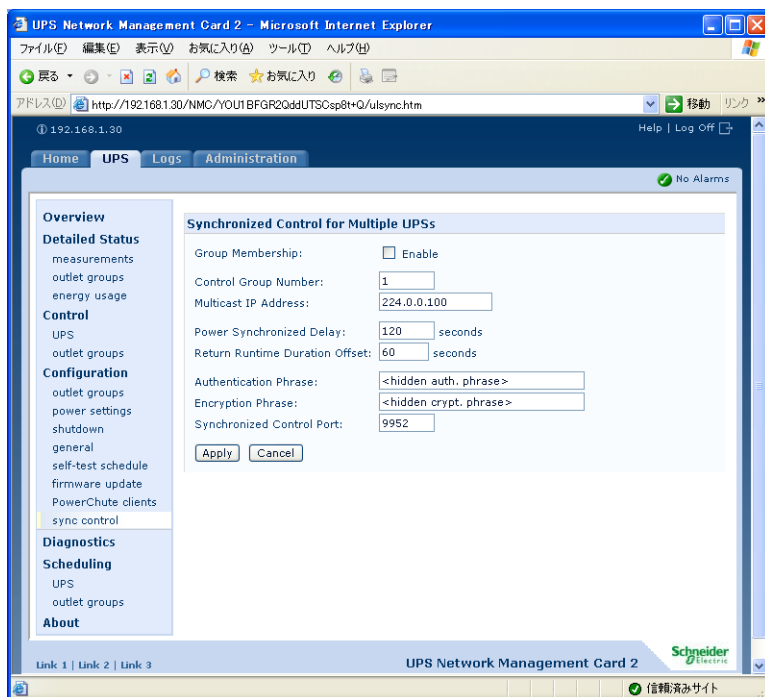 UPS Network Management Card 2 - Microsoft Internet Explorer
ファイル(F) 編集(E) 表示(V) お気に入り(A) ツール(T) ヘルプ(H)
戻る 検索 お気に入り
アドレス(D) http://192.168.1.30/NMC/YOU1BFGR2QddUTSCsp8t+Q/ulsync.htm 移動 リンク »
192.168.1.30 Help | Log Off
Home UPS Logs Administration
No Alarms
Overview
Detailed Status
measurements
outlet groups
energy usage
Control
UPS
outlet groups
Configuration
outlet groups
power settings
shutdown
general
self-test schedule
firmware update
PowerChute clients
sync control
Diagnostics
Scheduling
UPS
outlet groups
About
Synchronized Control for Multiple UPSs
Group Membership: Enable
Control Group Number: 1
Multicast IP Address: 224.0.0.100
Power Synchronized Delay: 120 seconds
Return Runtime Duration Offset: 60 seconds
Authentication Phrase: <hidden auth. phrase>
Encryption Phrase: <hidden crypt. phrase>
Synchronized Control Port: 9952
Apply Cancel
Link 1 | Link 2 | Link 3 UPS Network Management Card 2 Schneider Electric
信頼済みサイト